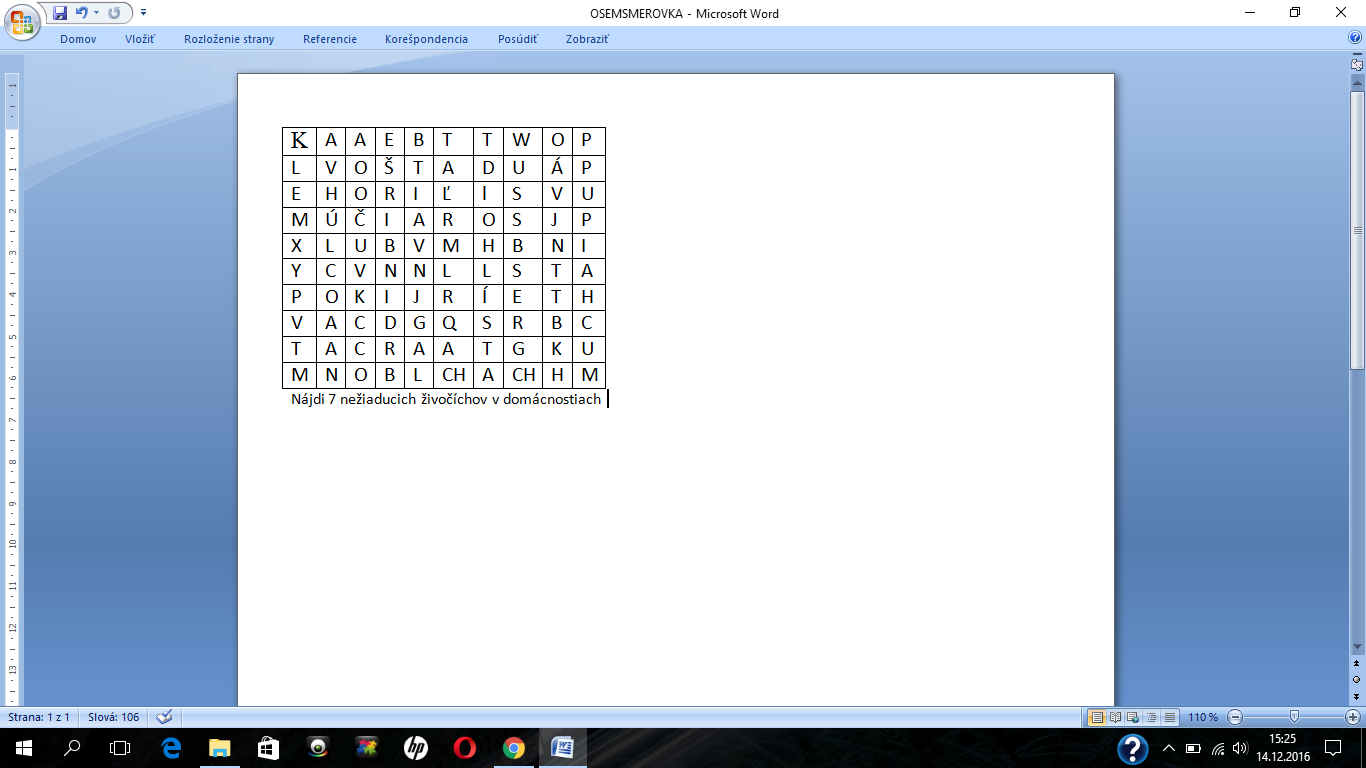 OSEMSMEROVKA - Microsoft Word
Domov Vložiť Rozloženie strany Referencie Korešpondencia Posúdiť Zobraziť
K A A E B T T W O P
L V O Š T A D U Á P
E H O R I Ľ I S V U
M Ú Č I A R O S J P
X L U B V M H B N I
Y C V N N L L S T A
P O K I J R Í E T H
V A C D G Q S R B C
T A C R A A T G K U
M N O B L CH A CH H M
Nájdi 7 nežiaducich živočíchov v domácnostiach
Strana: 1 z 1 Slová: 106 110 %
hp
15:25
14.12.2016